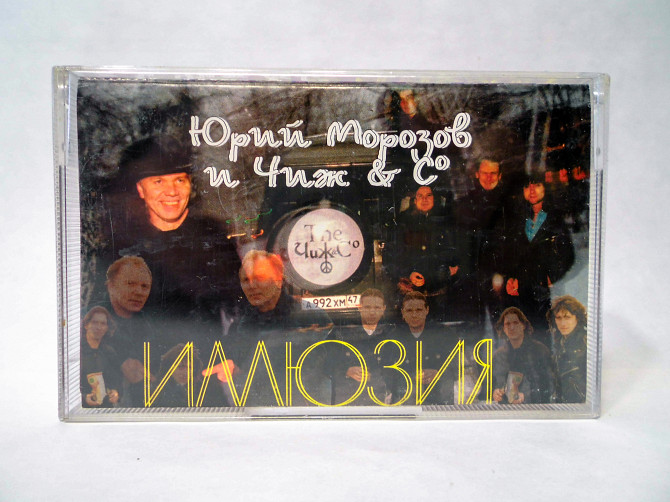 Юрий Морозов
и Чиж & Cº
The
Чиж & Cº
А 992 ХМ 47
ИЛЛЮЗИЯ